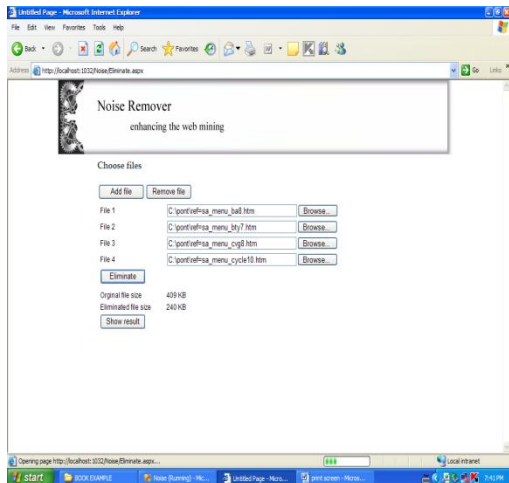 Untitled Page - Microsoft Internet Explorer
File Edit View Favorites Tools Help
Back Search Favorites
Address http://localhost:1032/Noise/Eliminate.aspx Go Links
Noise Remover
enhancing the web mining
Choose files
Add file Remove file
File 1 C:\pont\ref=sa_menu_ba8.htm Browse...
File 2 C:\pont\ref=sa_menu_bty7.htm Browse...
File 3 C:\pont\ref=sa_menu_cvg8.htm Browse...
File 4 C:\pont\ref=sa_menu_cycle10.htm Browse...
Eliminate
Orginal file size 409 KB
Eliminated file size 240 KB
Show result
Opening page http://localhost:1032/Noise/Eliminate.aspx... Local intranet
start BOOK EXAMPLE Noise (Running) - Mic... Untitled Page - Micro... print screen - Micros... 7:41 PM